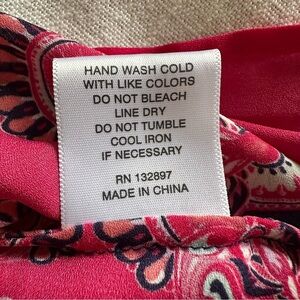 HAND WASH COLD
WITH LIKE COLORS
DO NOT BLEACH
LINE DRY
DO NOT TUMBLE
COOL IRON
IF NECESSARY
RN 132897
MADE IN CHINA